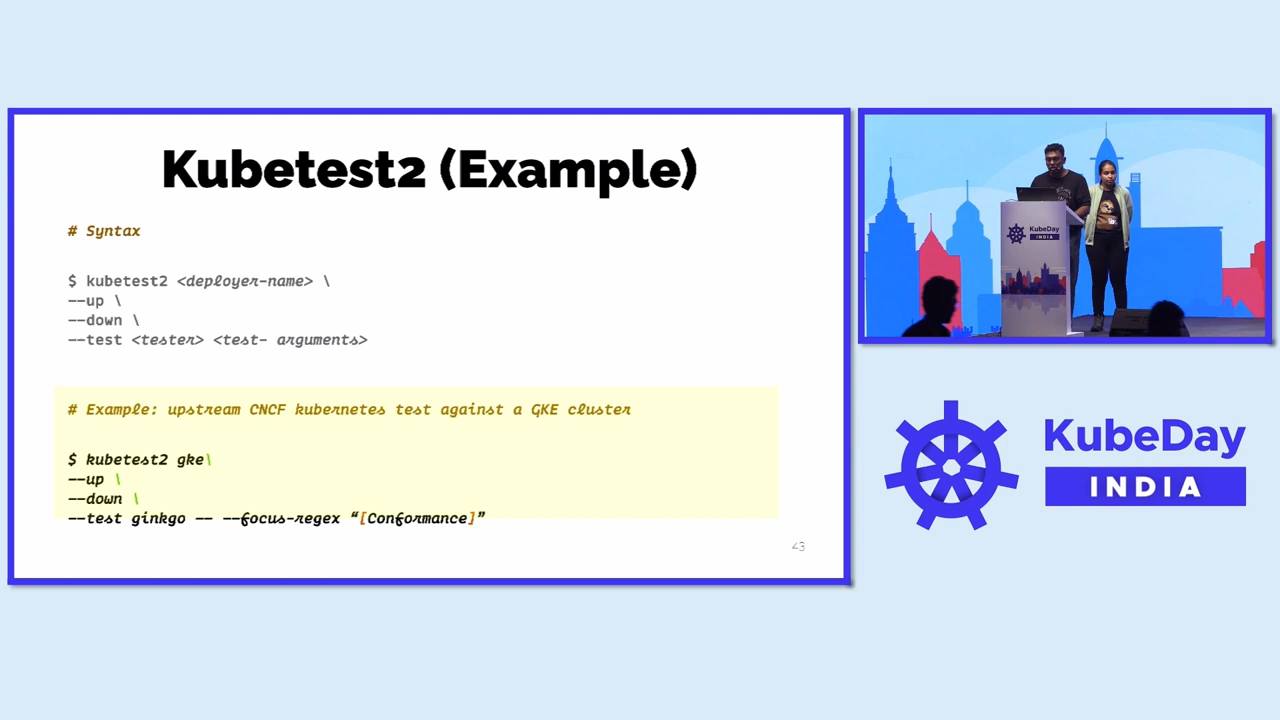 Kubetest2 (Example)
# Syntax
$ kubetest2 <deployer-name> \
--up \
--down \
--test <tester> <test- arguments>
# Example: upstream CNCF kubernetes test against a GKE cluster
$ kubetest2 gke\
--up \
--down \
--test ginkgo -- --focus-regex “[Conformance]”
43
KubeDay
INDIA
KubeDay
INDIA